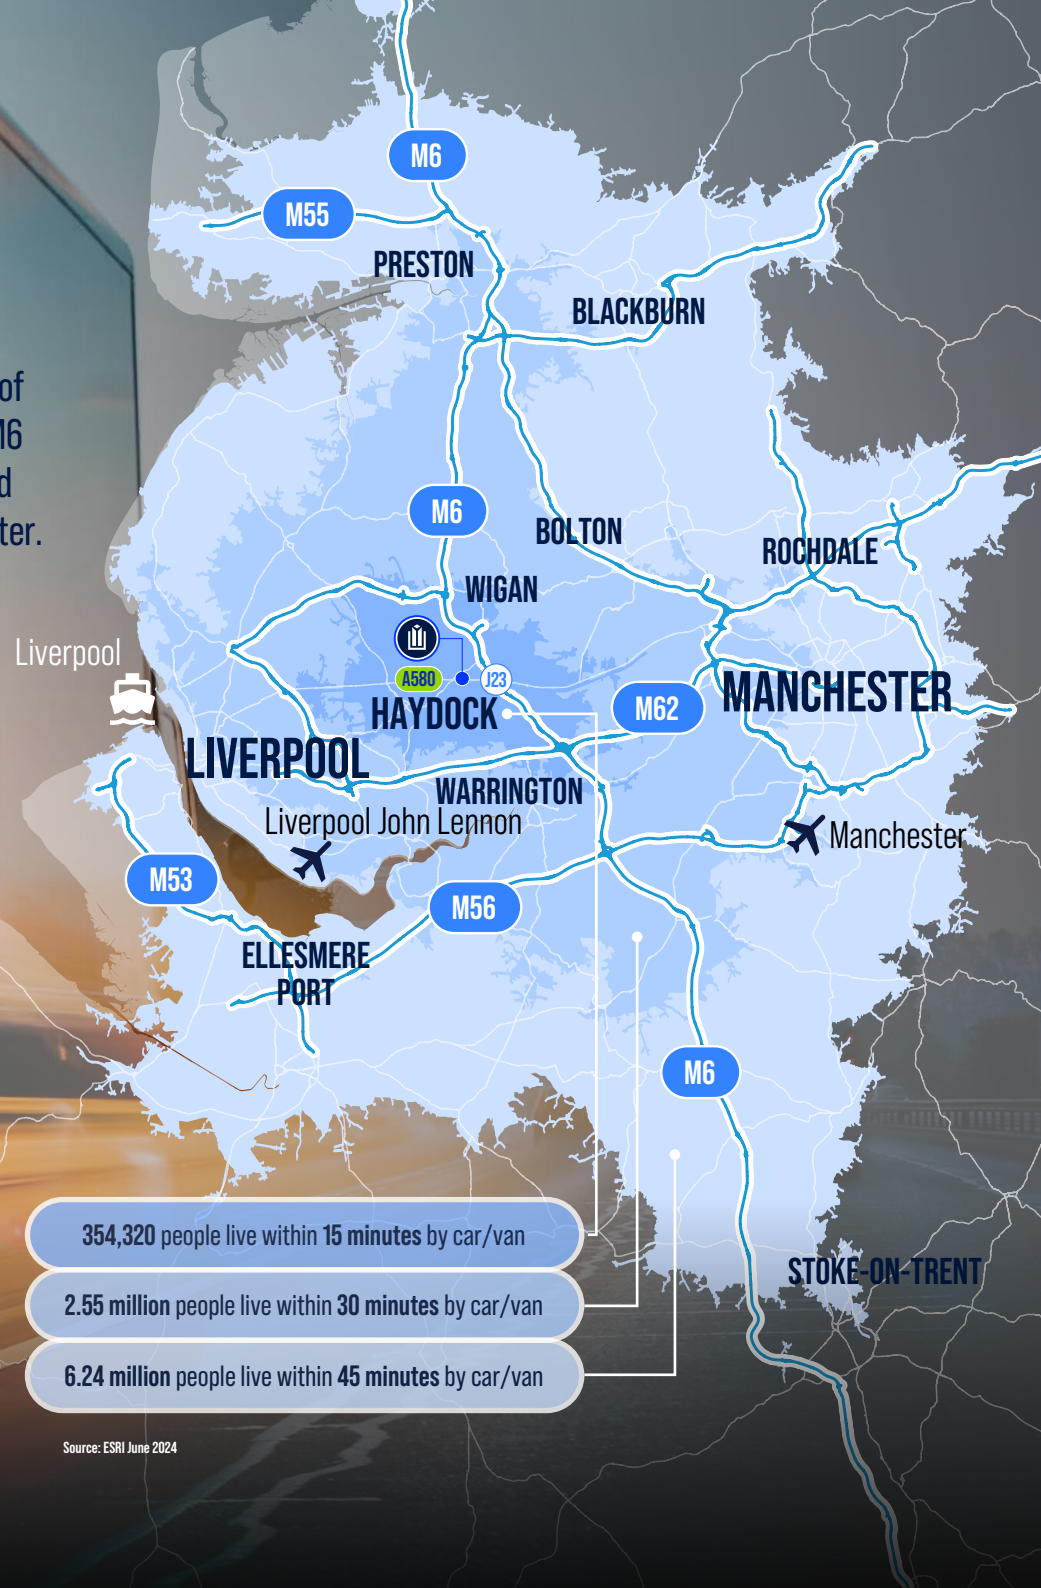 of
M6
d
ter.
M6
M55
PRESTON
BLACKBURN
M6
BOLTON
ROCHDALE
WIGAN
Liverpool
A580
J23
HAYDOCK
M62
MANCHESTER
LIVERPOOL
WARRINGTON
Liverpool John Lennon
Manchester
M53
M56
ELLESMERE
PORT
M6
354,320 people live within 15 minutes by car/van
2.55 million people live within 30 minutes by car/van
6.24 million people live within 45 minutes by car/van
STOKE-ON-TRENT
Source: ESRI June 2024